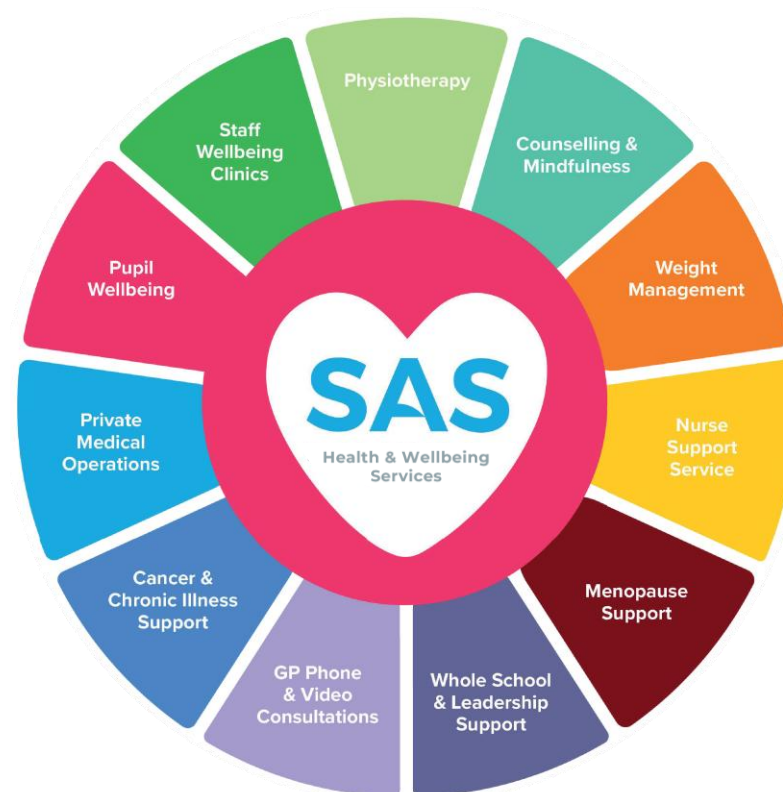 Physiotherapy
Counselling &
Mindfulness
Weight
Management
Nurse
Support
Service
Menopause
Support
Whole School
& Leadership
Support
GP Phone
& Video
Consultations
Cancer &
Chronic Illness
Support
Private
Medical
Operations
Pupil
Wellbeing
Staff
Wellbeing
Clinics
SAS
Health & Wellbeing
Services